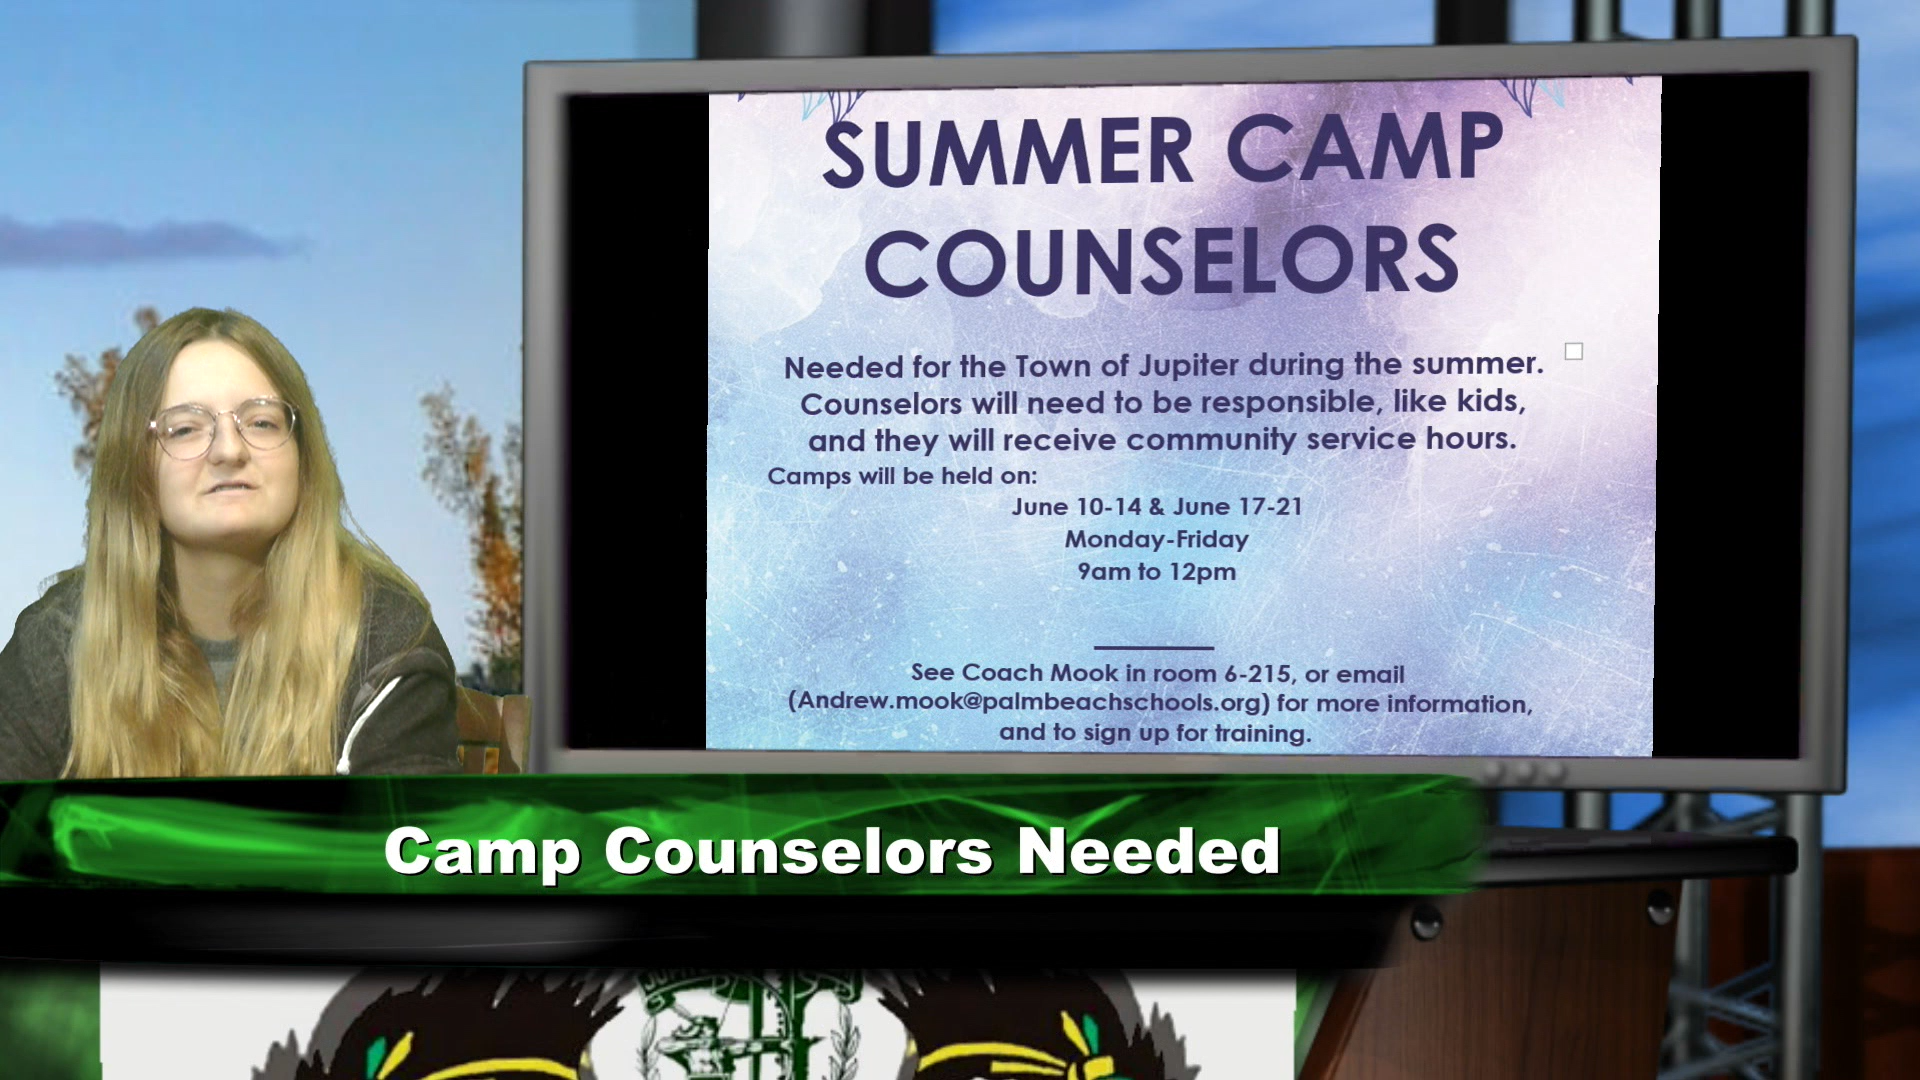 SUMMER CAMP
COUNSELORS
Needed for the Town of Jupiter during the summer.
Counselors will need to be responsible, like kids,
and they will receive community service hours.
Camps will be held on:
June 10-14 & June 17-21
Monday-Friday
9am to 12pm
See Coach Mook in room 6-215, or email
(Andrew.mook@palmbeachschools.org) for more information,
and to sign up for training.
Camp Counselors Needed